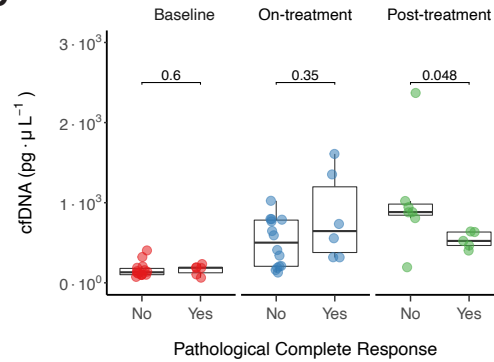 Baseline On-treatment Post-treatment
3 · 10³
0.6 0.35 0.048
2 · 10³
1 · 10³
0 · 10⁰
cfDNA (pg · μ L⁻¹)
No Yes No Yes No Yes
Pathological Complete Response